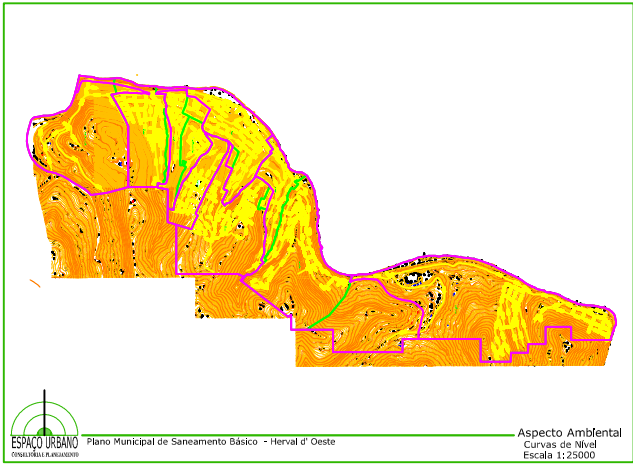 ESPAÇO URBANO
CONSULTORIA E PLANEJAMENTO
Plano Municipal de Saneamento Básico - Herval d' Oeste
Aspecto Ambiental
Curvas de Nível
Escala 1:25000